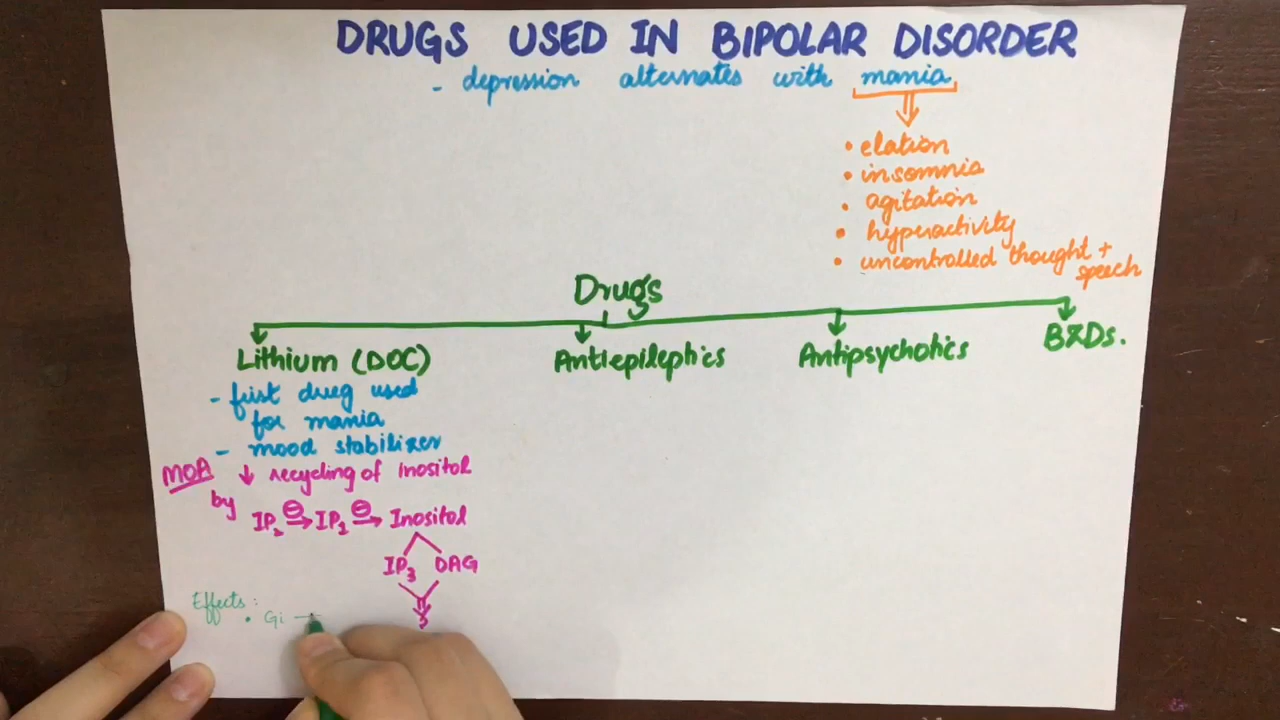 DRUGS USED IN BIPOLAR DISORDER
- depression alternates with mania
• elation
• insomnia
• agitation
• hyperactivity
• uncontrolled thought +
speech
Drugs
Lithium (DOC)
Antiepileptics
Antipsychotics
BZDs.
- first drug used
for mania
- mood stabilizer
MOA ↓ recycling of Inositol
by
IP₂ ⊖→ IP₁ ⊖→ Inositol
IP₃ DAG
Effects:
• Gi —